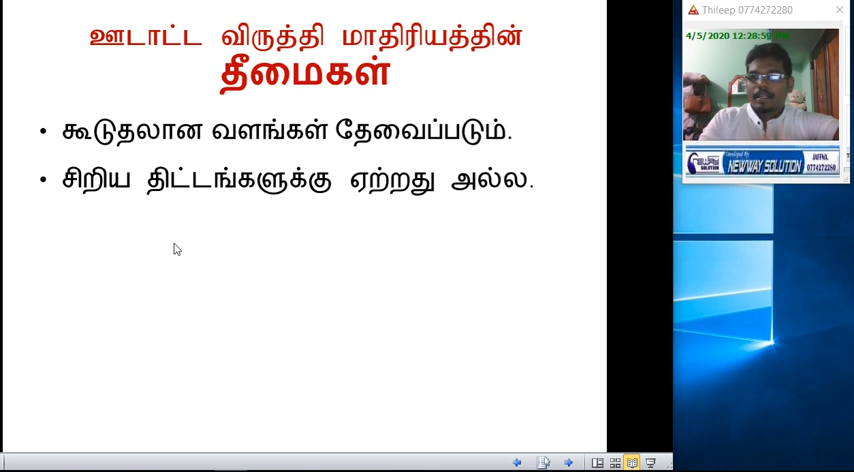 ஊடாட்ட விருத்தி மாதிரியத்தின்
தீமைகள்
• கூடுதலான வளங்கள் தேவைப்படும்.
• சிறிய திட்டங்களுக்கு ஏற்றது அல்ல.
Thileep 0774272280
4/5/2020 12:28:59
NEWWAY SOLUTION
JAFFNA
0774272280